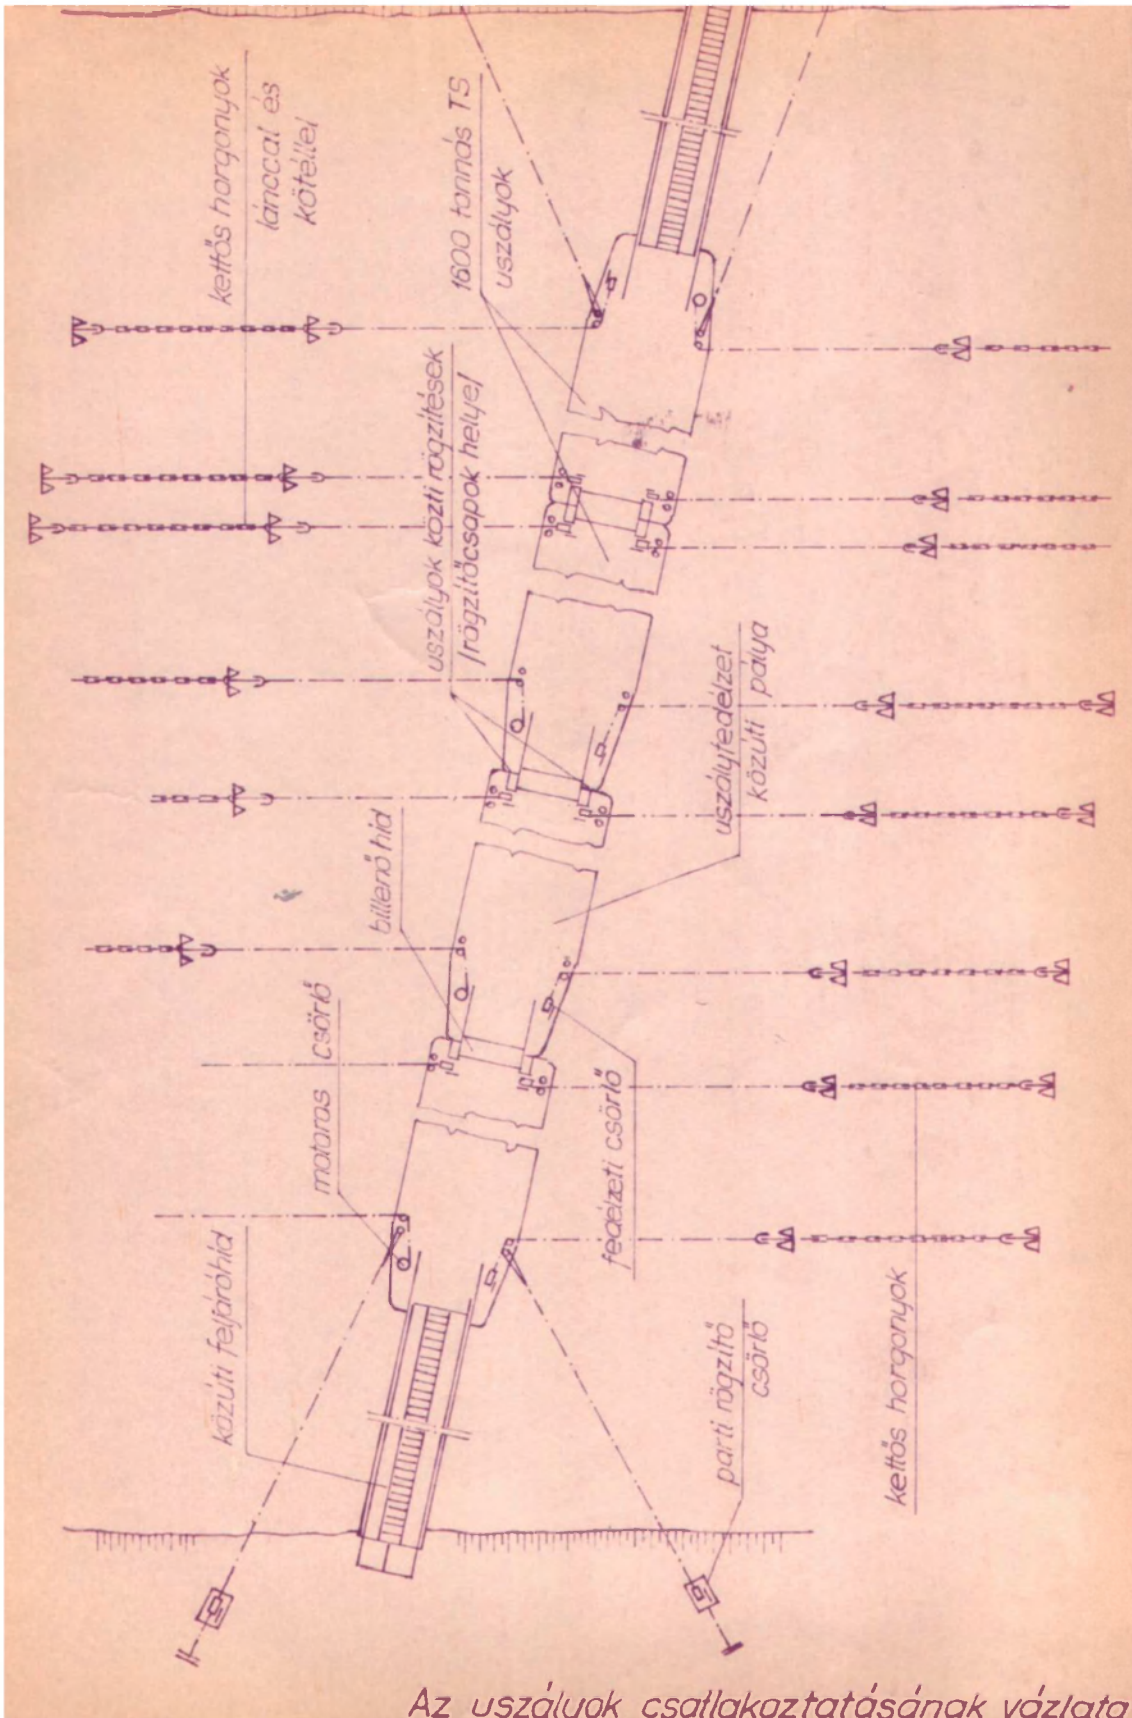 kettős horgonyok
lánccal és
kötéllel
1600 tonnás TS
uszályok
uszályok közti rögzítések
/rögzítőcsapok helye/
billenő híd
motoros csörlő
közúti feljáróhíd
uszályfedélzet
közúti pálya
fedélzeti csörlő
parti rögzítő
csörlő
kettős horgonyok
Az uszályok csatlakoztatásának vázlata